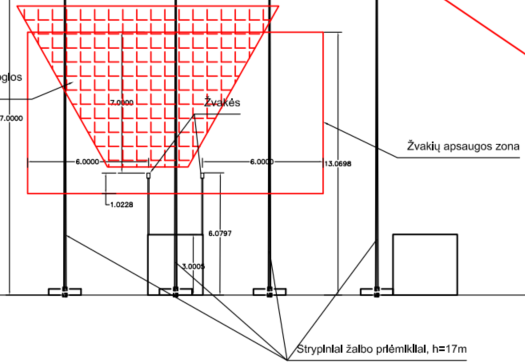 7.0000
Žvakės
7.0000
Žvakių apsaugos zona
6.0000
6.0000
13.0698
1.0228
6.0797
3.0005
Strypiniai žaibo priėmikliai, h=17m